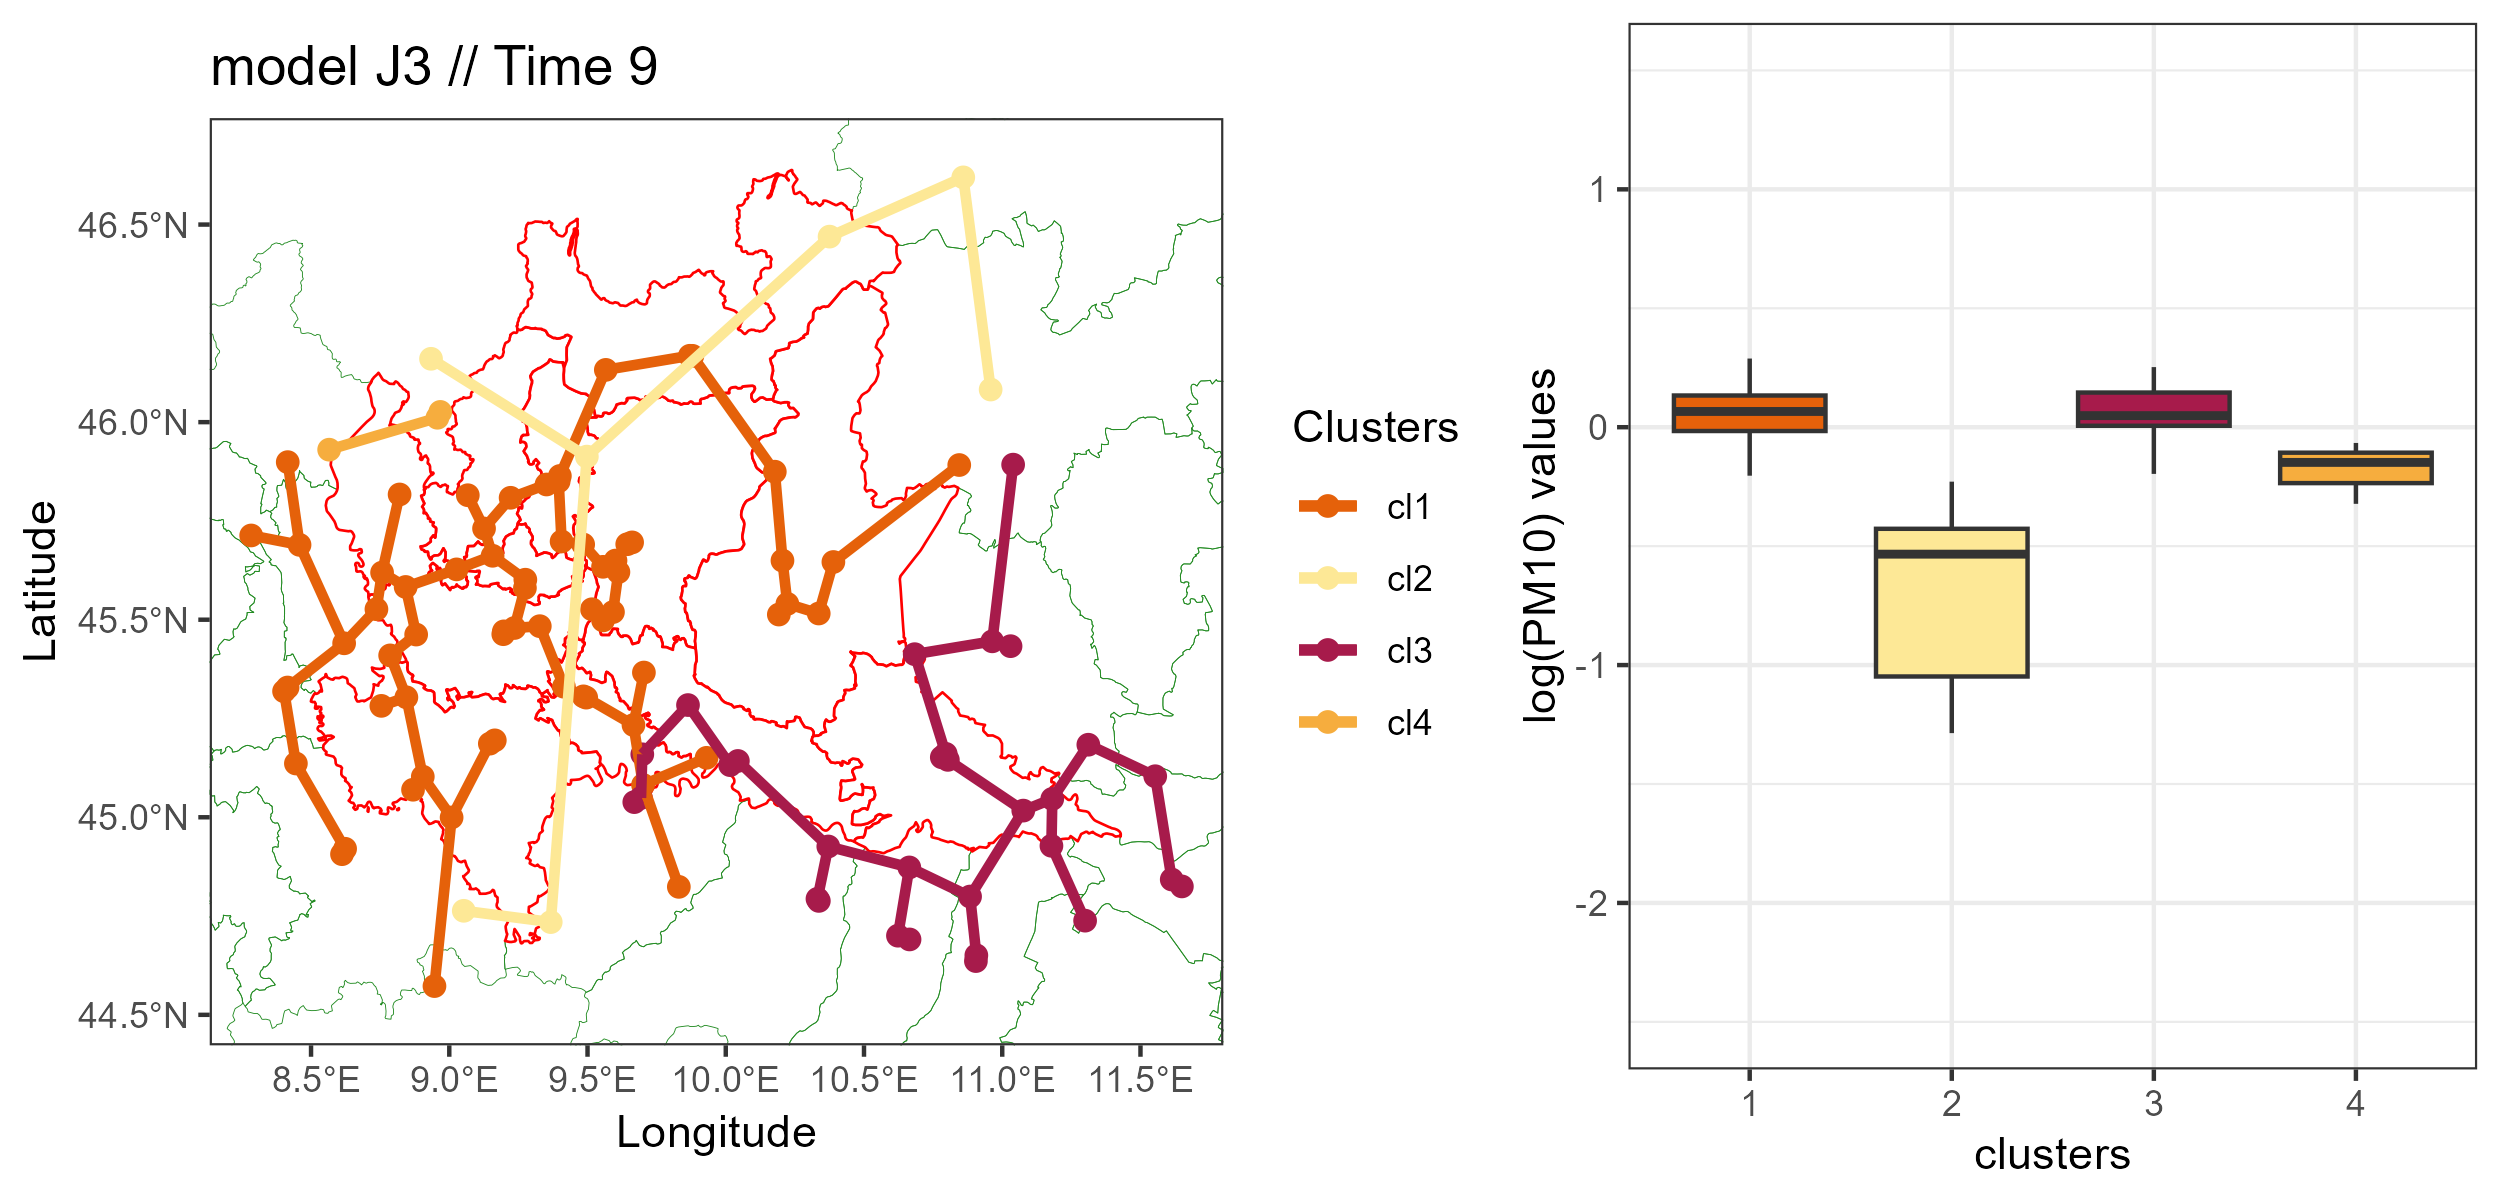 model J3 // Time 9
46.5°N
46.0°N
45.5°N
45.0°N
44.5°N
Latitude
8.5°E 9.0°E 9.5°E 10.0°E 10.5°E 11.0°E 11.5°E
Longitude
Clusters
cl1
cl2
cl3
cl4
log(PM10) values
1
0
-1
-2
1 2 3 4
clusters